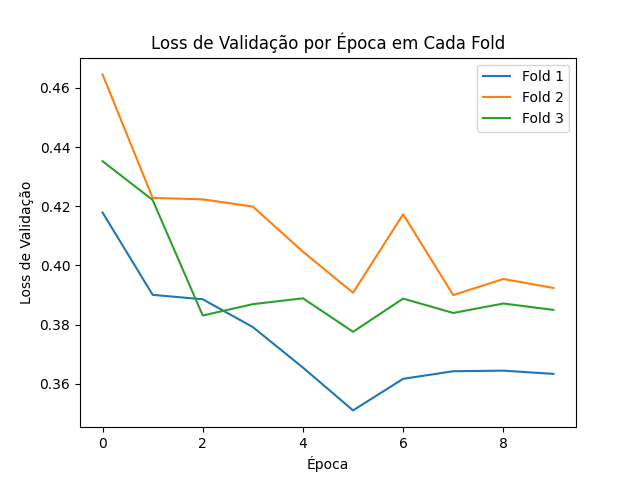 Loss de Validação por Época em Cada Fold
Fold 1
Fold 2
Fold 3
0.46
0.44
0.42
0.40
0.38
0.36
Loss de Validação
0 2 4 6 8
Época